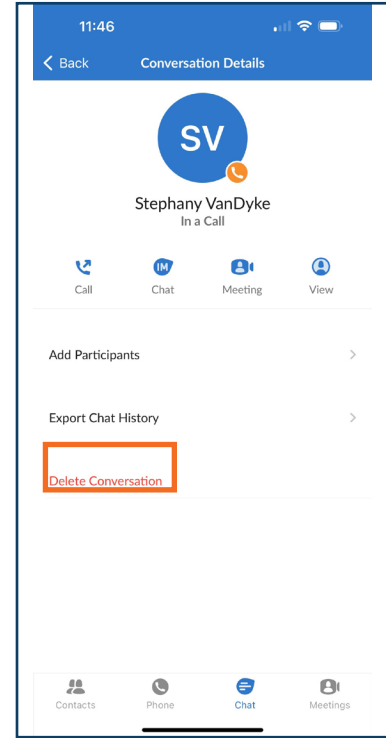 11:46
Back Conversation Details
SV
Stephany VanDyke
In a Call
IM
Call Chat Meeting View
Add Participants
Export Chat History
Delete Conversation
Contacts Phone Chat Meetings